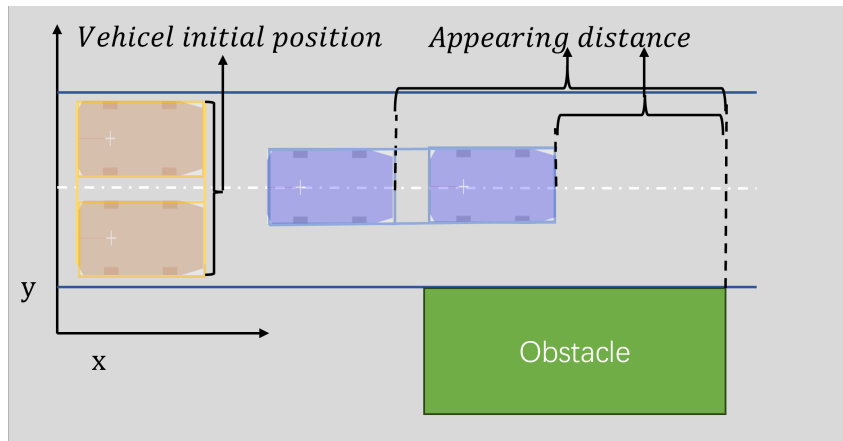 Vehicel initial position
Appearing distance
y
x
Obstacle